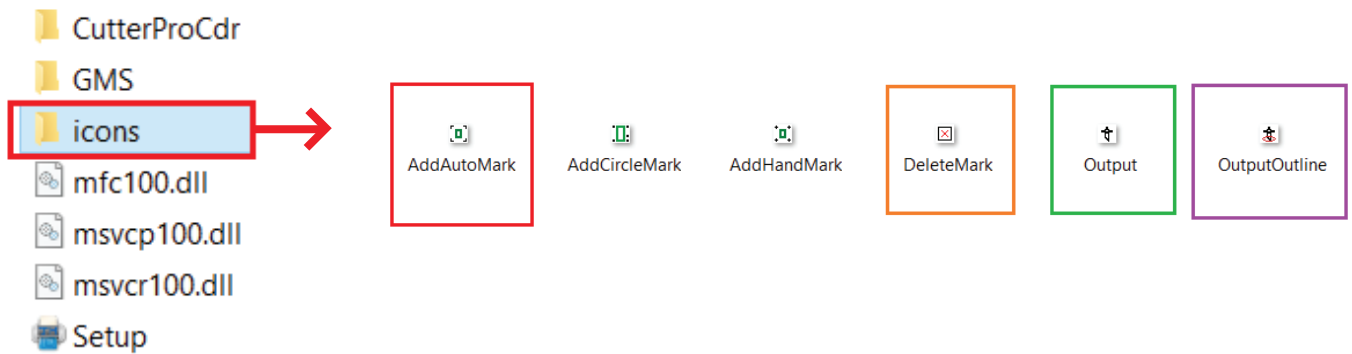 CutterProCdr
GMS
icons
mfc100.dll
msvcp100.dll
msvcr100.dll
Setup
AddAutoMark
AddCircleMark
AddHandMark
DeleteMark
Output
OutputOutline